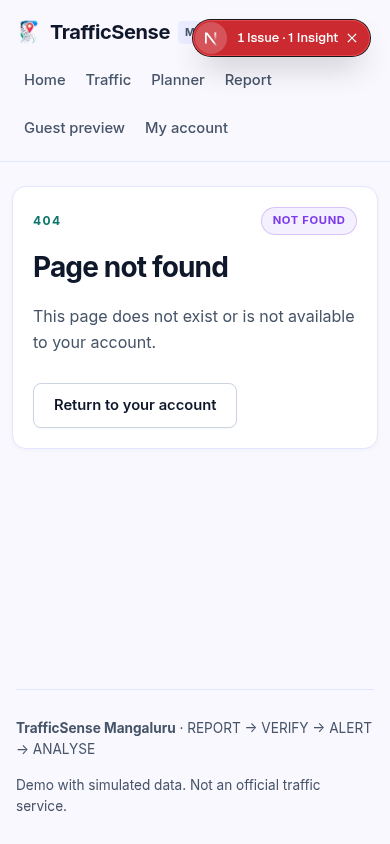 TrafficSense
1 Issue · 1 Insight
Home Traffic Planner Report
Guest preview My account
404 NOT FOUND
Page not found
This page does not exist or is not available
to your account.
Return to your account
TrafficSense Mangaluru · REPORT → VERIFY → ALERT
→ ANALYSE
Demo with simulated data. Not an official traffic
service.